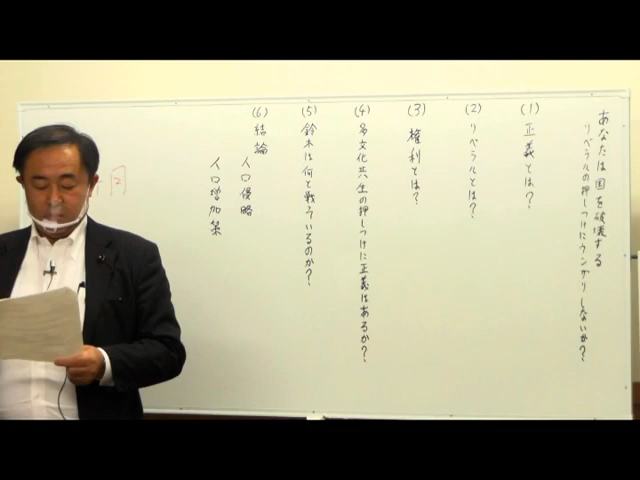 あなたは国を破壊する
リベラルの押しつけにウンザリしないか？
(1) 正義とは？
(2) リベラルとは？
(3) 権利とは？
(4) 多文化共生の押しつけに正義はあるか？
(5) 鈴木は何と戦っているのか？
(6) 結論
人口侵略
人口増加策